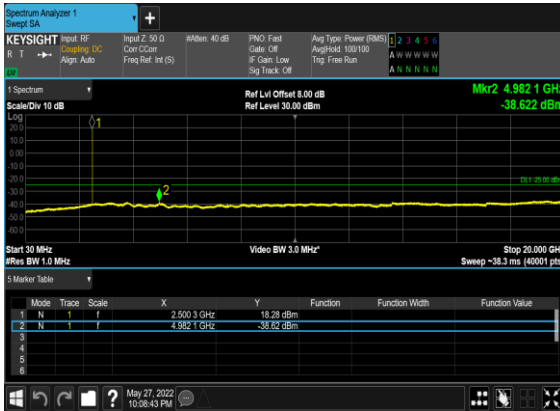 Spectrum Analyzer 1
Swept SA
+
KEYSIGHT
R T
Input: RF
Coupling: DC
Align: Auto
Input Z: 50 Ω
Corr CCorr
Freq Ref: Int (S)
#Atten: 40 dB
PNO: Fast
Gate: Off
IF Gain: Low
Sig Track: Off
Avg Type: Power (RMS)
Avg|Hold: 100/100
Trig: Free Run
1 2 3 4 5 6
A W W W W W
A N N N N N
1 Spectrum
Scale/Div 10 dB
Ref Lvl Offset 8.00 dB
Ref Level 30.00 dBm
Mkr2 4.982 1 GHz
-38.622 dBm
Log
20.0
10.0
0.00
-10.0
-20.0
-30.0
-40.0
-50.0
-60.0
1
2
DL1 -25.00 dBm
Start 30 MHz
#Res BW 1.0 MHz
Video BW 3.0 MHz*
Stop 20.000 GHz
Sweep ~38.3 ms (40001 pts)
5 Marker Table
Mode Trace Scale X Y Function Function Width Function Value
1 N 1 f 2.500 3 GHz 18.28 dBm
2 N 1 f 4.982 1 GHz -38.62 dBm
3
4
5
6
?
May 27, 2022
10:08:43 PM